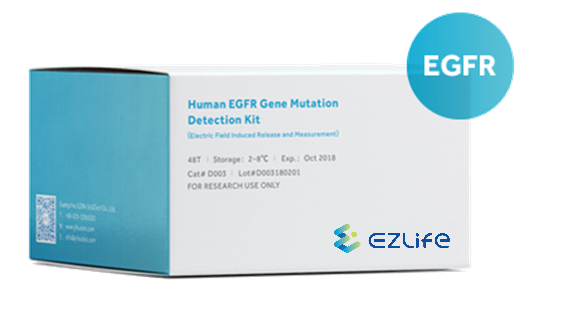 EGFR
Human EGFR Gene Mutation
Detection Kit
(Electric Field Induced Release and Measurement)
48T | Storage: 2-8℃ | Exp.: Oct 2018
Cat# D003 | Lot#D003180201
FOR RESEARCH USE ONLY
EZLIFE